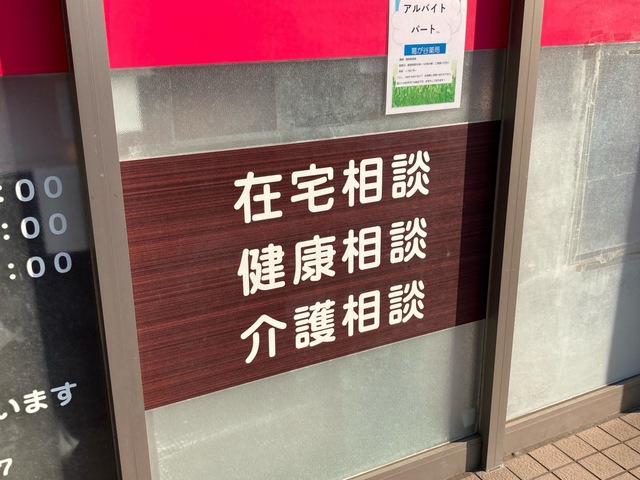 アルバイト
パート
在宅相談
健康相談
介護相談
:00
:00
:00
います
7